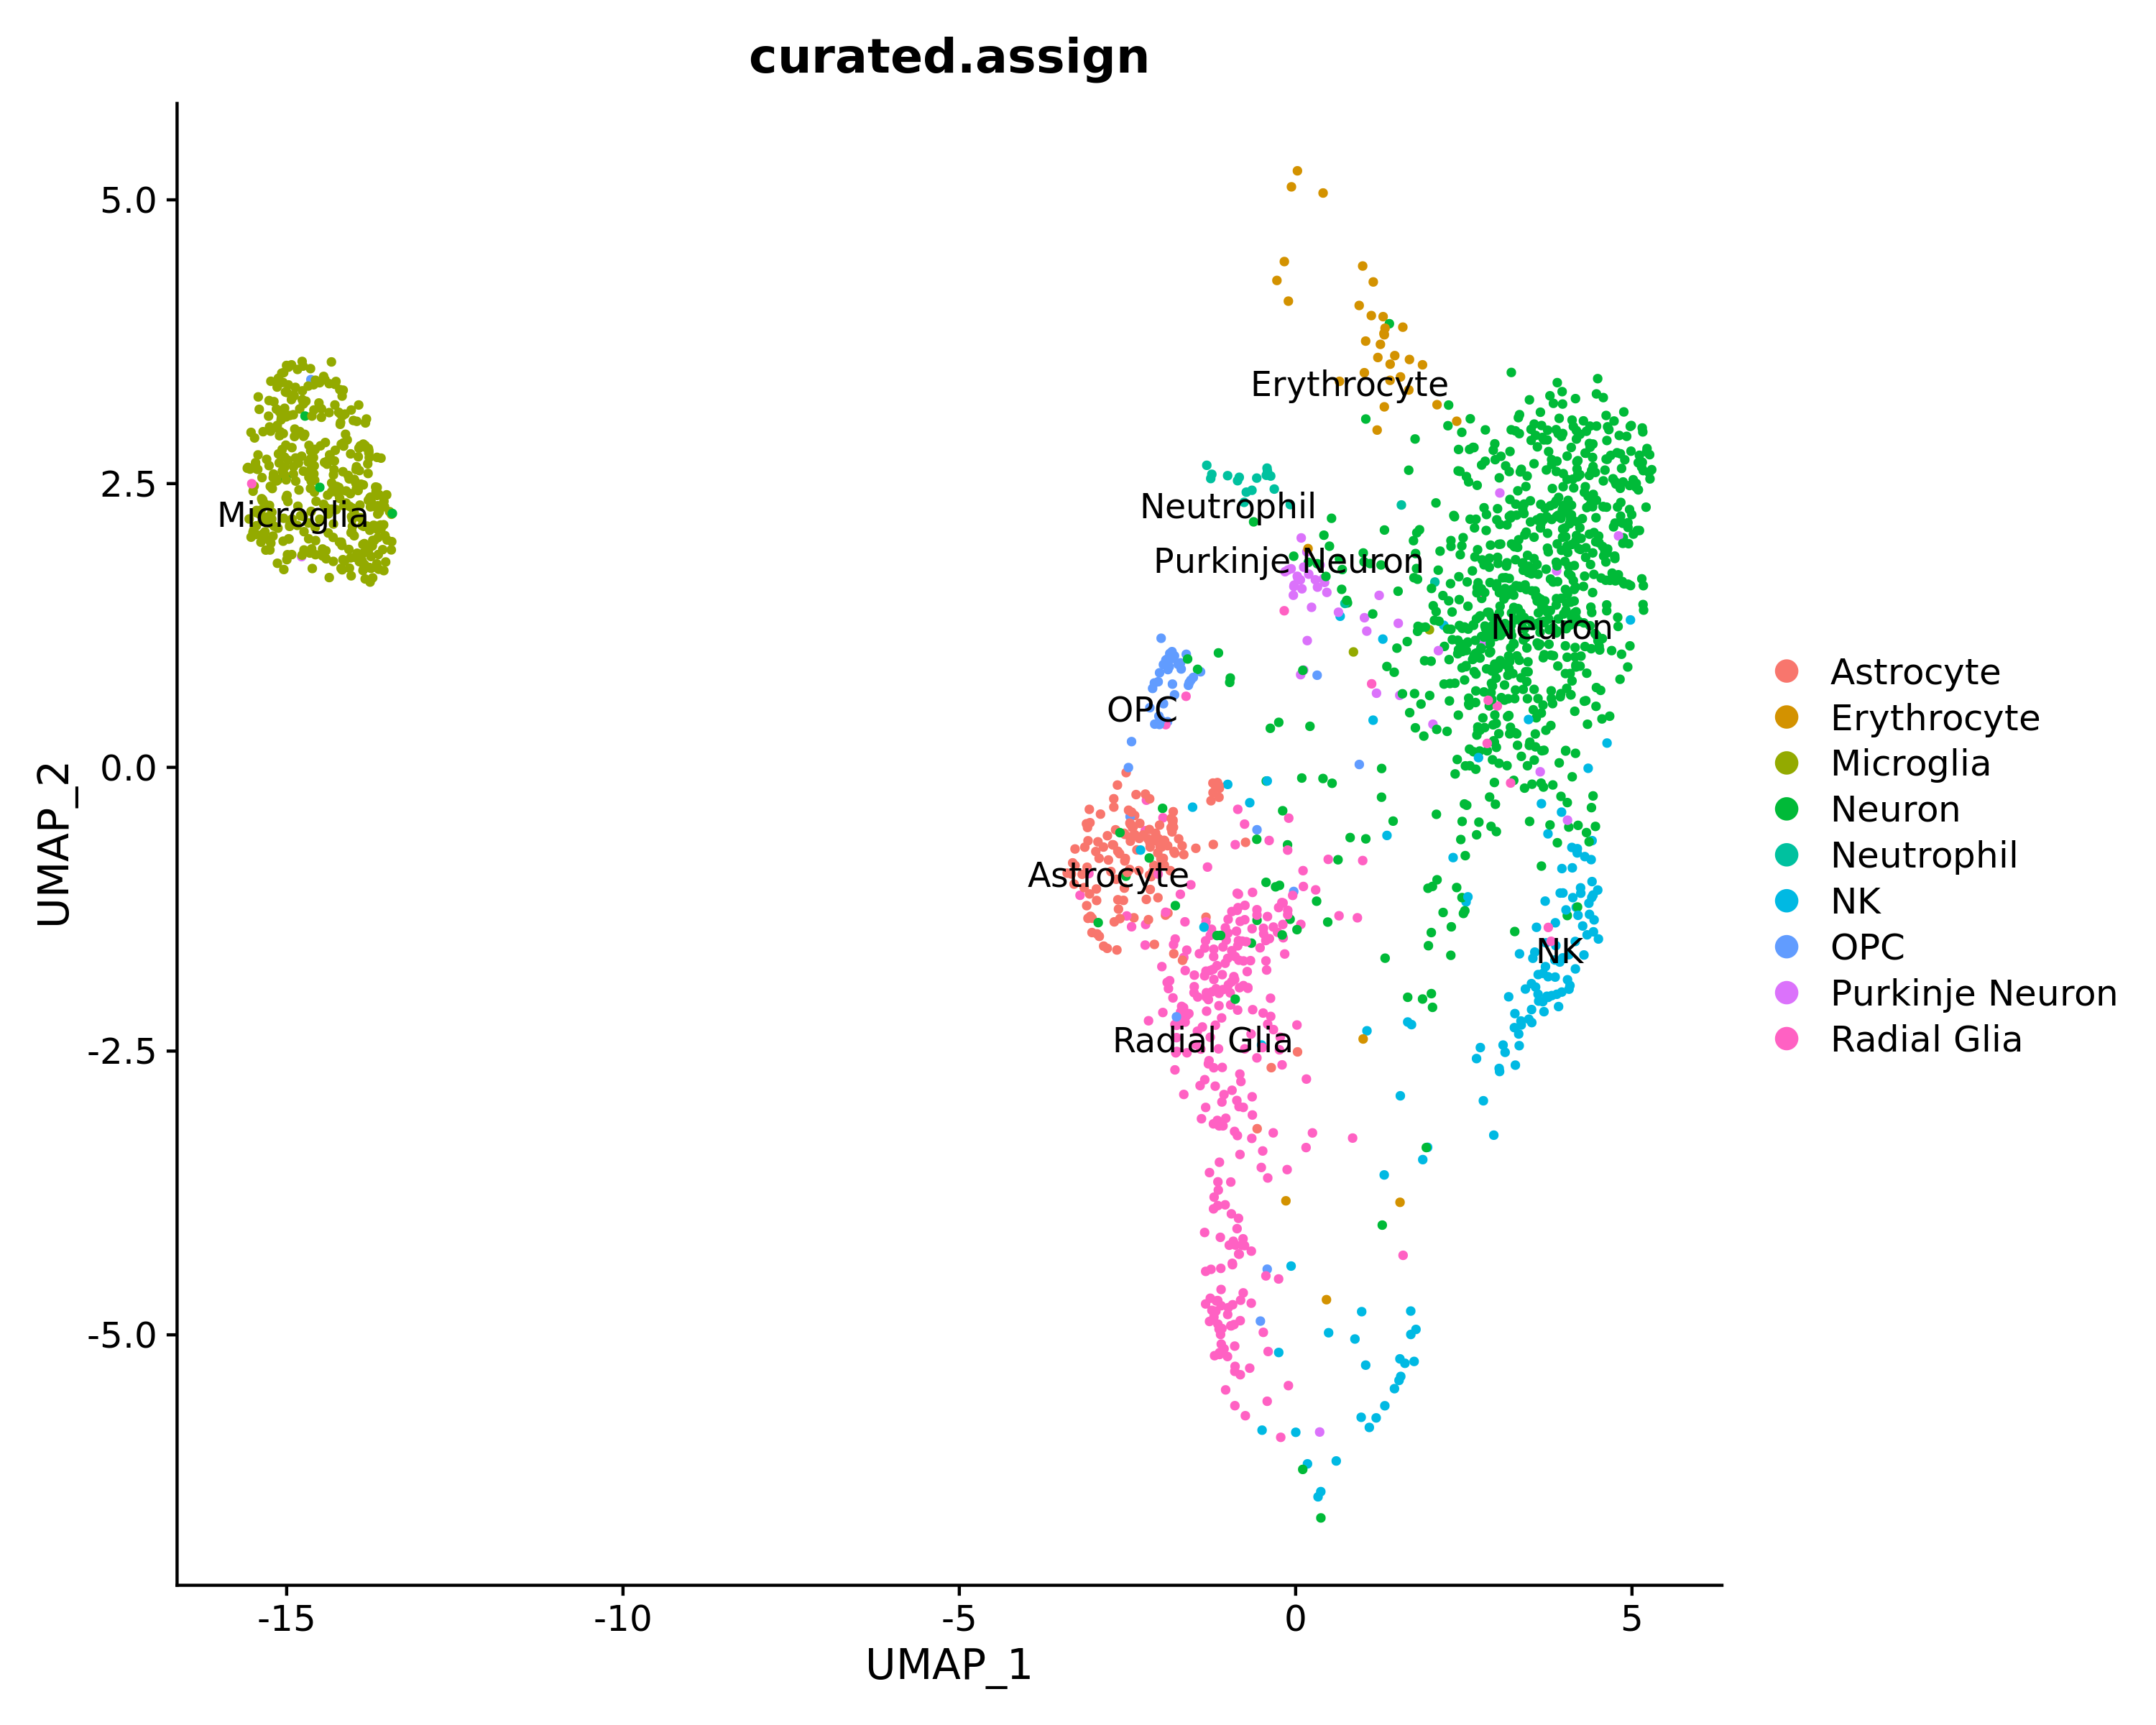 curated.assign
5.0
2.5
0.0
-2.5
-5.0
UMAP_2
-15
-10
-5
0
5
UMAP_1
Erythrocyte
Neutrophil
Microglia
Purkinje Neuron
Neuron
OPC
Astrocyte
NK
Radial Glia
Astrocyte
Erythrocyte
Microglia
Neuron
Neutrophil
NK
OPC
Purkinje Neuron
Radial Glia